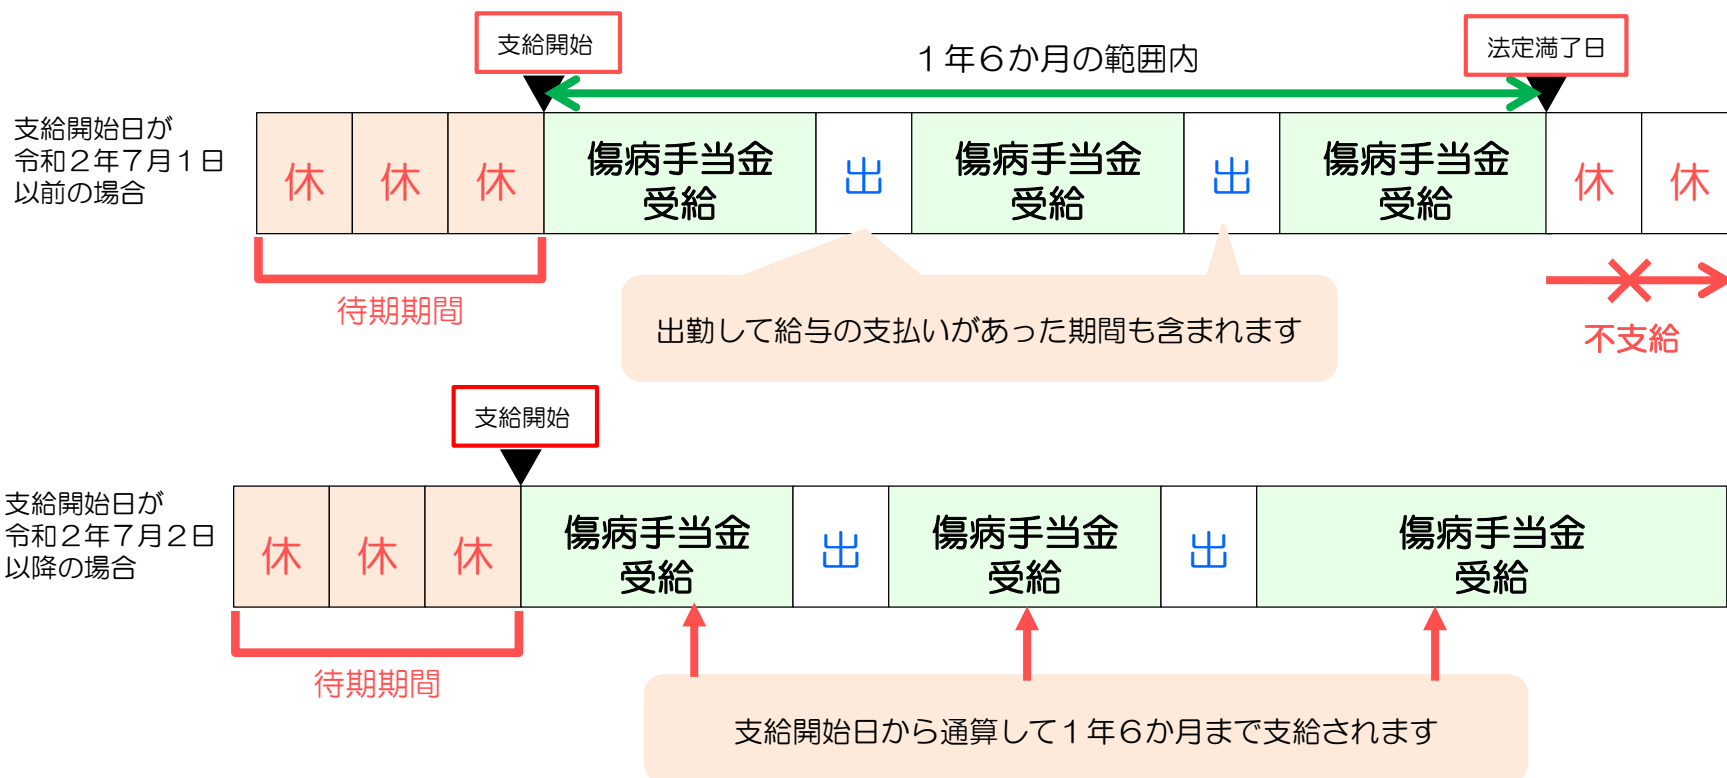 支給開始
１年６か月の範囲内
法定満了日
支給開始日が
令和２年７月１日
以前の場合
休
休
休
傷病手当金
受給
出
傷病手当金
受給
出
傷病手当金
受給
休
休
待期期間
出勤して給与の支払いがあった期間も含まれます
不支給
支給開始
支給開始日が
令和２年７月２日
以降の場合
休
休
休
傷病手当金
受給
出
傷病手当金
受給
出
傷病手当金
受給
待期期間
支給開始日から通算して１年６か月まで支給されます